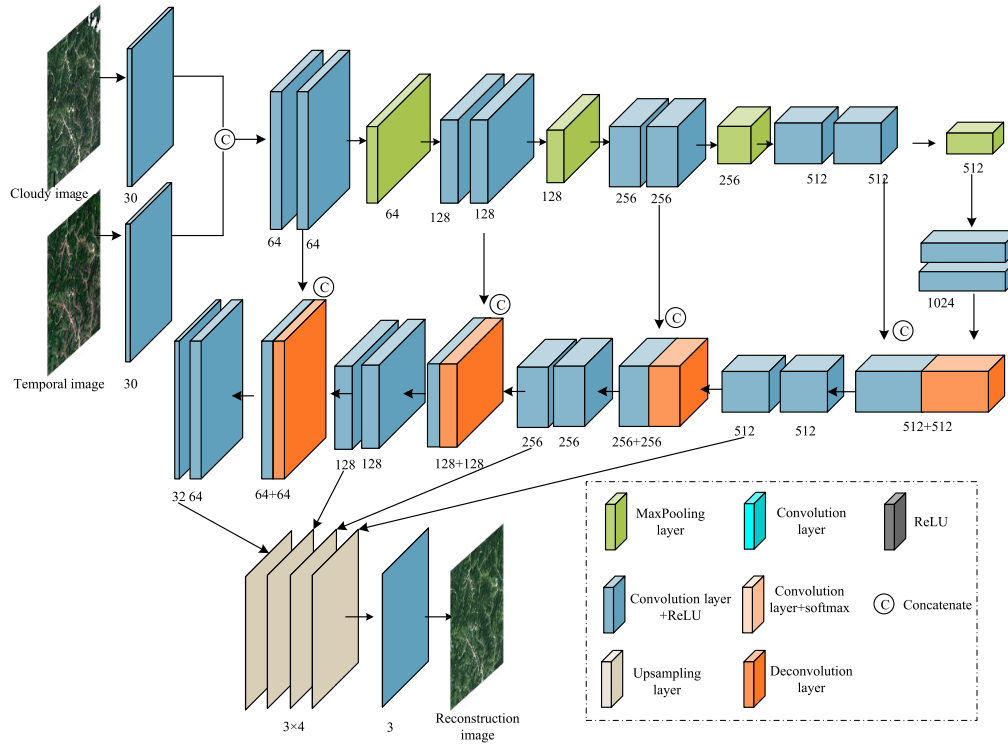 C
Cloudy image
30
64
64
64
128
128
128
256
256
256
512
512
512
1024
Temporal image
30
C
C
C
C
32 64
64+64
128
128
128+128
256
256
256+256
512
512
512+512
3×4
3
Reconstruction
image
MaxPooling
layer
Convolution
layer
ReLU
Convolution layer
+ReLU
Convolution
layer+softmax
C
Concatenate
Upsampling
layer
Deconvolution
layer